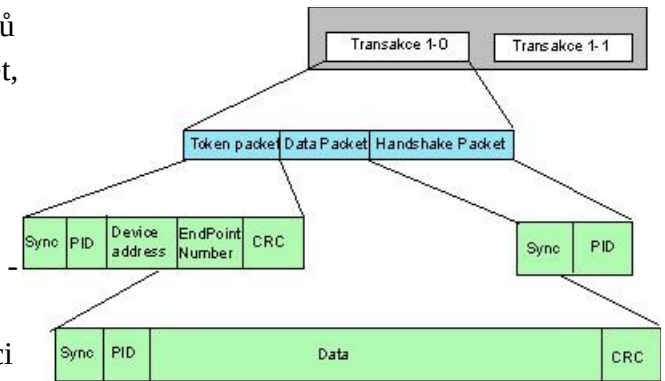 ů
Transakce 1-0 Transakce 1-1
t,
Token packet Data Packet Handshake Packet
Sync PID Device address EndPoint Number CRC
Sync PID
-
Sync PID Data CRC
ci